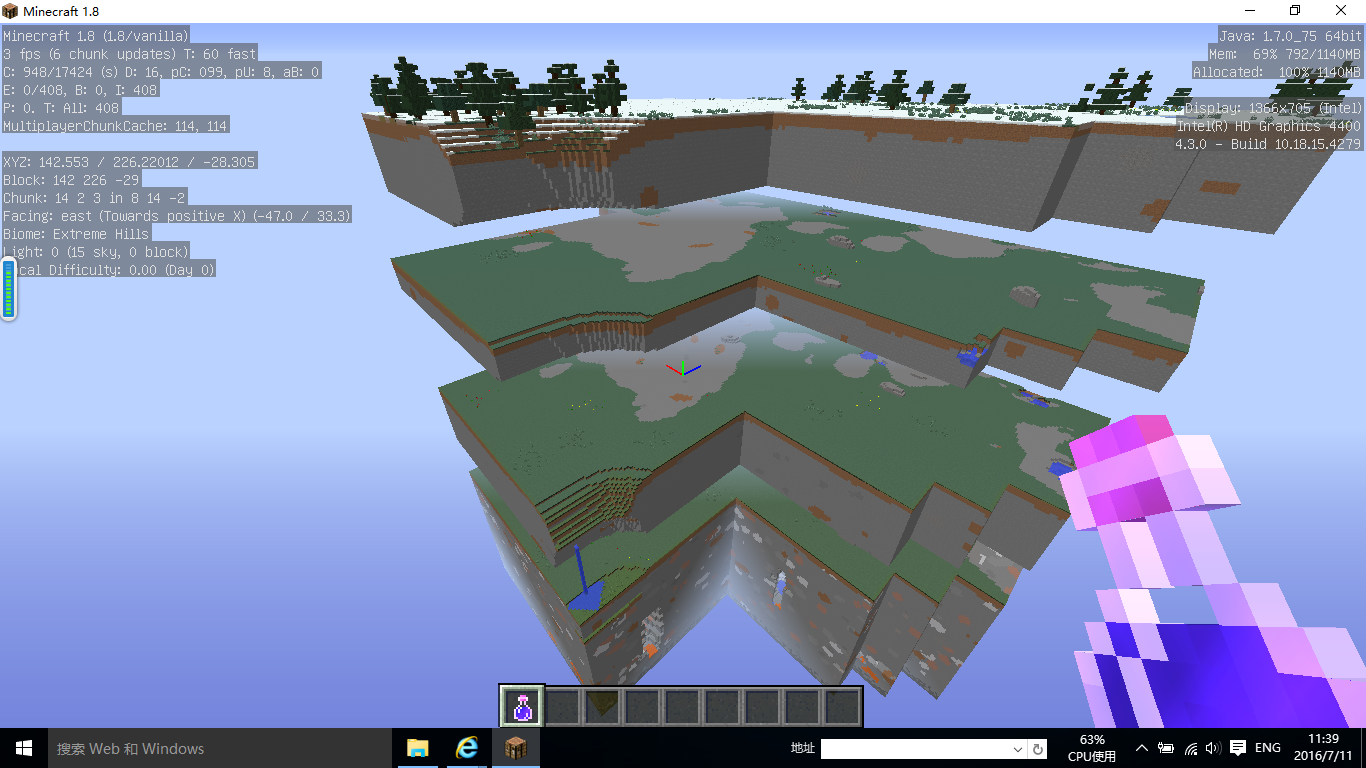 Minecraft 1.8
Minecraft 1.8 (1.8/vanilla)
3 fps (6 chunk updates) T: 60 fast
C: 948/17424 (s) D: 16, pC: 099, pU: 8, aB: 0
E: 0/408, B: 0, I: 408
P: 0. T: All: 408
MultiplayerChunkCache: 114, 114
XYZ: 142.553 / 226.22012 / -28.305
Block: 142 226 -29
Chunk: 14 2 3 in 8 14 -2
Facing: east (Towards positive X) (-47.0 / 33.3)
Biome: Extreme Hills
Light: 0 (15 sky, 0 block)
Difficulty: 0.00 (Day 0)
Java: 1.7.0_75 64bit
Mem: 69% 792/1140MB
Allocated: 100% 1140MB
Display: 1366x705 (Intel)
Intel(R) HD Graphics 4400
4.3.0 - Build 10.18.15.4279
搜索 Web 和 Windows
地址
63%
CPU使用
ENG
11:39
2016/7/11